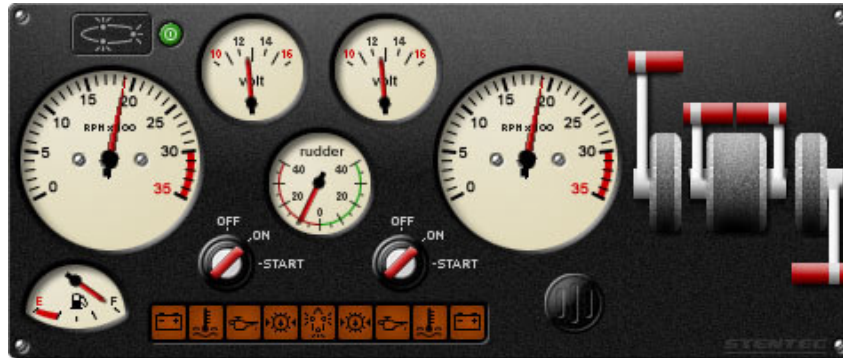 10 12 14 16
volt
10 12 14 16
volt
0 5 10 15 20 25 30 35
RPM x100
0 5 10 15 20 25 30 35
RPM x100
rudder
40 20 0 20 40
OFF
ON
START
OFF
ON
START
E F
STENTEC